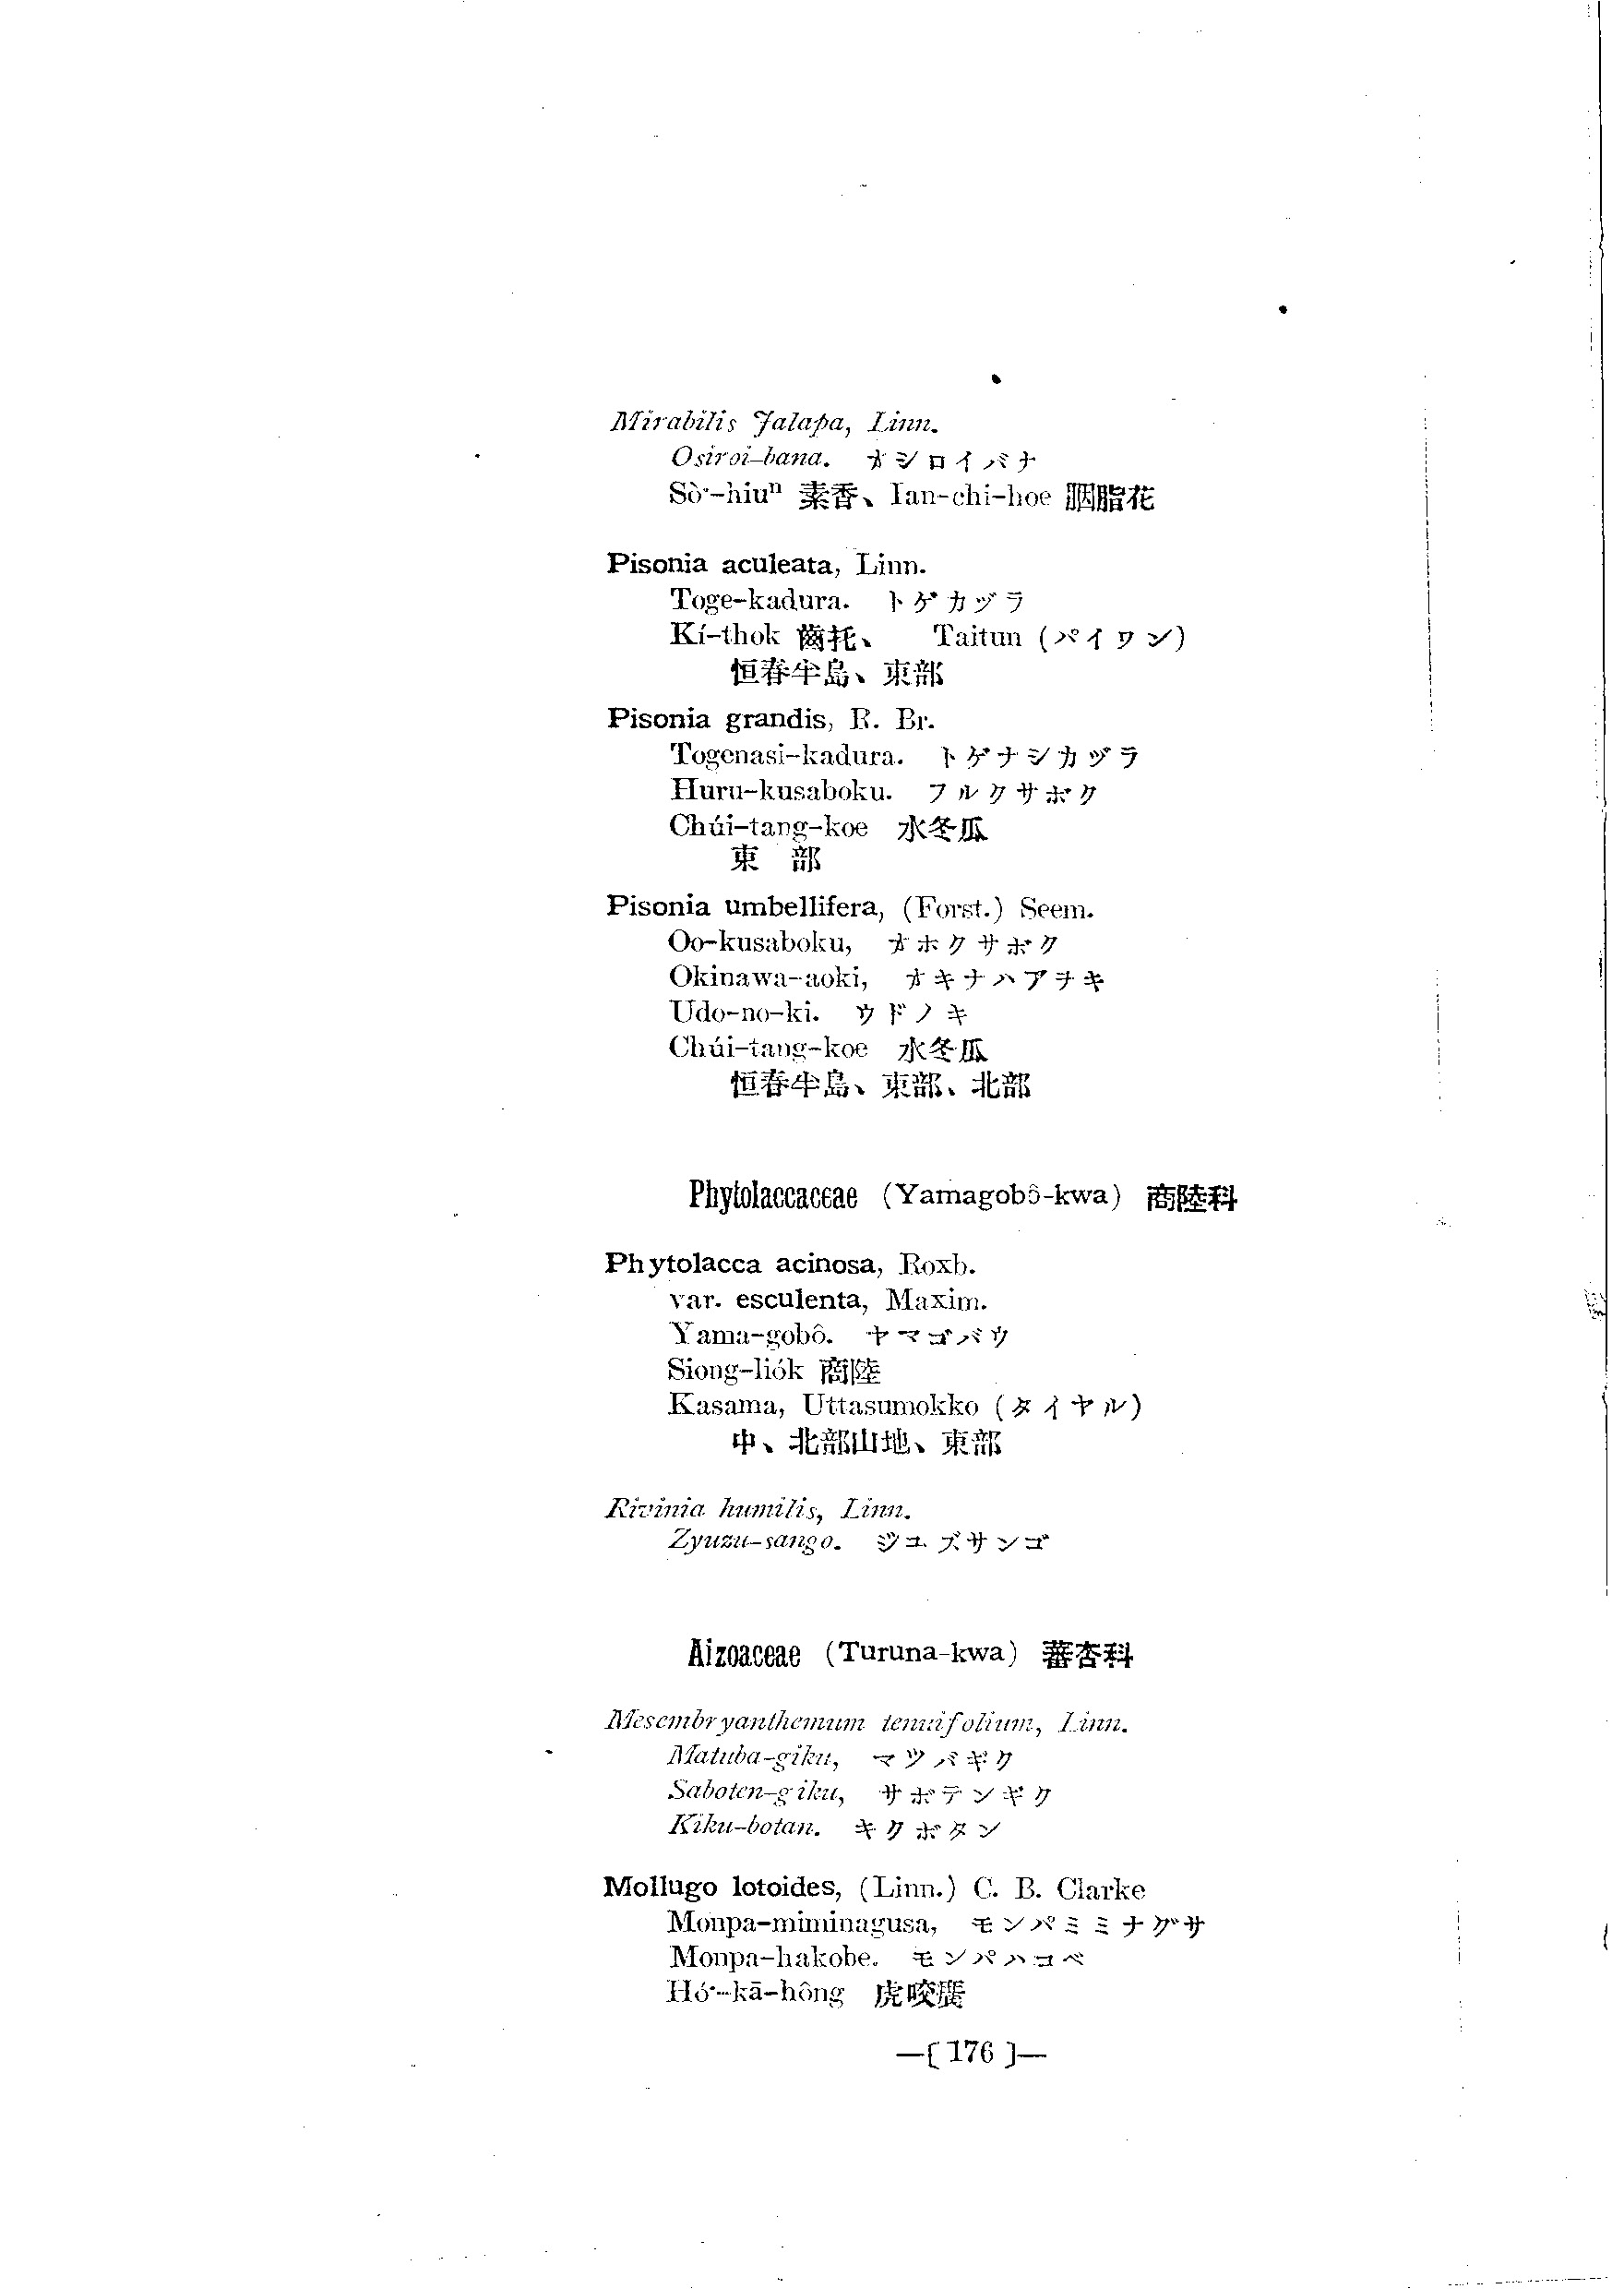 Mirabilis Jalapa, Linn.
Osiroi-bana. オシロイバナ
Sò͘-hiuⁿ 素香、Ian-chi-hoe 臙脂花
Pisonia aculeata, Linn.
Toge-kadura. トゲカヅラ
Kí-thok 齒托、 Taitun (パイワン)
恒春半島、東部
Pisonia grandis, R. Br.
Togenasi-kadura. トゲナシカヅラ
Huru-kusaboku. フルクサボク
Chúi-tang-koe 水冬瓜
東 部
Pisonia umbellifera, (Forst.) Seem.
Oo-kusaboku, オホクサボク
Okinawa-aoki, オキナハアヲキ
Udo-no-ki. ウドノキ
Chúi-tang-koe 水冬瓜
恒春半島、東部、北部
Phytolaccaceae (Yamagobô-kwa) 商陸科
Phytolacca acinosa, Roxb.
var. esculenta, Maxim.
Yama-gobô. ヤマゴバウ
Siong-liók 商陸
Kasama, Uttasumokko (タイヤル)
中、北部山地、東部
Rivinia humilis, Linn.
Zyuzu-sango. ジユズサンゴ
Aizoaceae (Turuna-kwa) 蕃杏科
Mesembryanthemum tenuifolium, Linn.
Matuba-giku, マツバギク
Saboten-giku, サボテンギク
Kiku-botan. キクボタン
Mollugo lotoides, (Linn.) C. B. Clarke
Monpa-miminagusa, モンパミミナグサ
Monpa-hakobe. モンパハコベ
Hó͘-kā-hông 虎咬癀
—[ 176 ]—